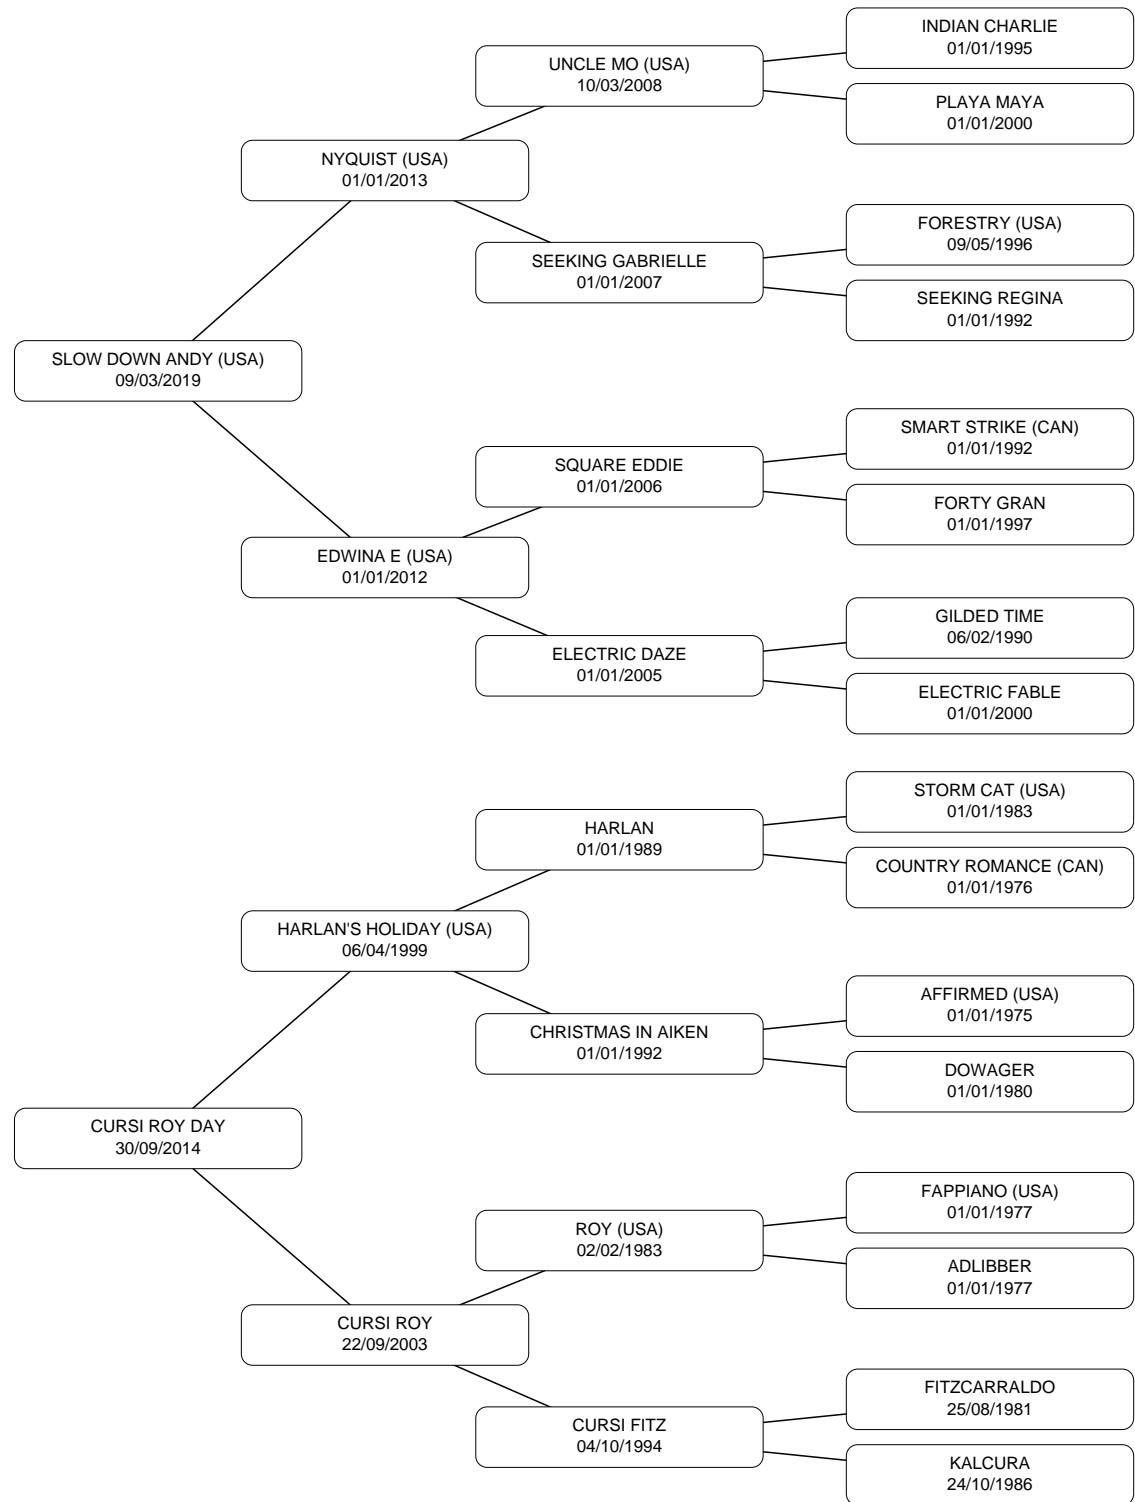 INDIAN CHARLIE
01/01/1995
UNCLE MO (USA)
10/03/2008
PLAYA MAYA
01/01/2000
NYQUIST (USA)
01/01/2013
FORESTRY (USA)
09/05/1996
SEEKING GABRIELLE
01/01/2007
SEEKING REGINA
01/01/1992
SLOW DOWN ANDY (USA)
09/03/2019
SMART STRIKE (CAN)
01/01/1992
SQUARE EDDIE
01/01/2006
FORTY GRAN
01/01/1997
EDWINA E (USA)
01/01/2012
GILDED TIME
06/02/1990
ELECTRIC DAZE
01/01/2005
ELECTRIC FABLE
01/01/2000
STORM CAT (USA)
01/01/1983
HARLAN
01/01/1989
COUNTRY ROMANCE (CAN)
01/01/1976
HARLAN'S HOLIDAY (USA)
06/04/1999
AFFIRMED (USA)
01/01/1975
CHRISTMAS IN AIKEN
01/01/1992
DOWAGER
01/01/1980
CURSI ROY DAY
30/09/2014
FAPPIANO (USA)
01/01/1977
ROY (USA)
02/02/1983
ADLIBBER
01/01/1977
CURSI ROY
22/09/2003
FITZCARRALDO
25/08/1981
CURSI FITZ
04/10/1994
KALCURA
24/10/1986